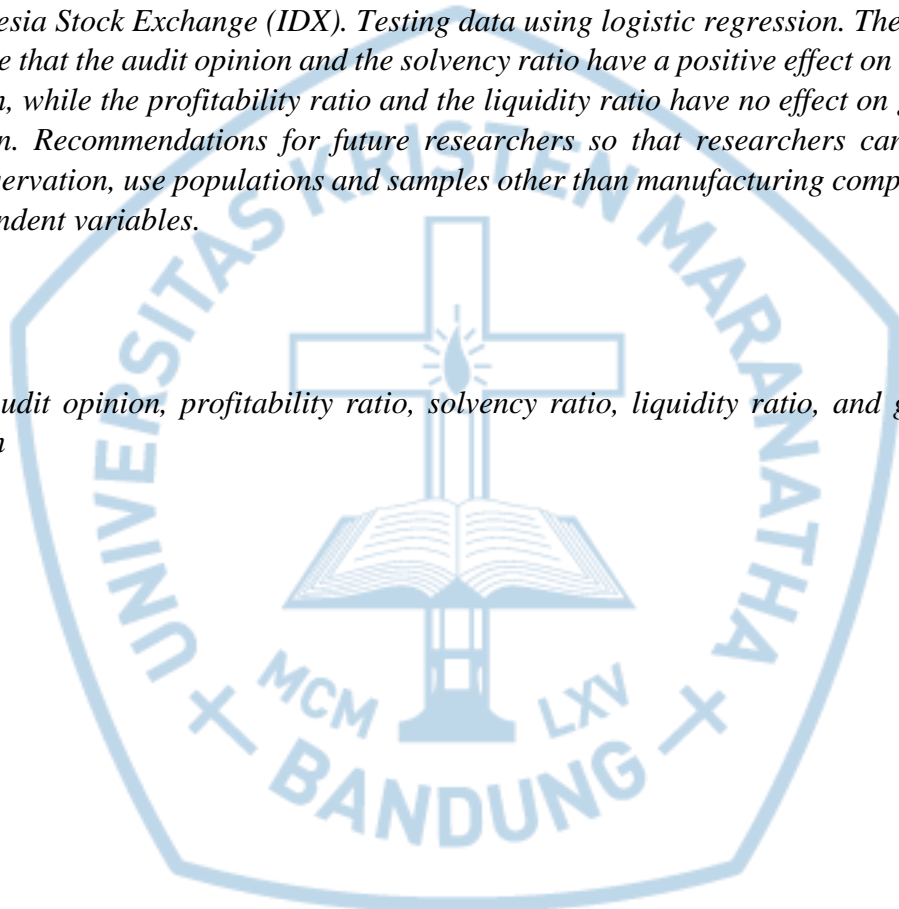 esia Stock Exchange (IDX). Testing data using logistic regression. The
e that the audit opinion and the solvency ratio have a positive effect on
n, while the profitability ratio and the liquidity ratio have no effect on g
n. Recommendations for future researchers so that researchers can
servation, use populations and samples other than manufacturing comp
ndent variables.
udit opinion, profitability ratio, solvency ratio, liquidity ratio, and g
n
UNIVERSITAS KRISTEN MARANATHA
MCM LXV
BANDUNG